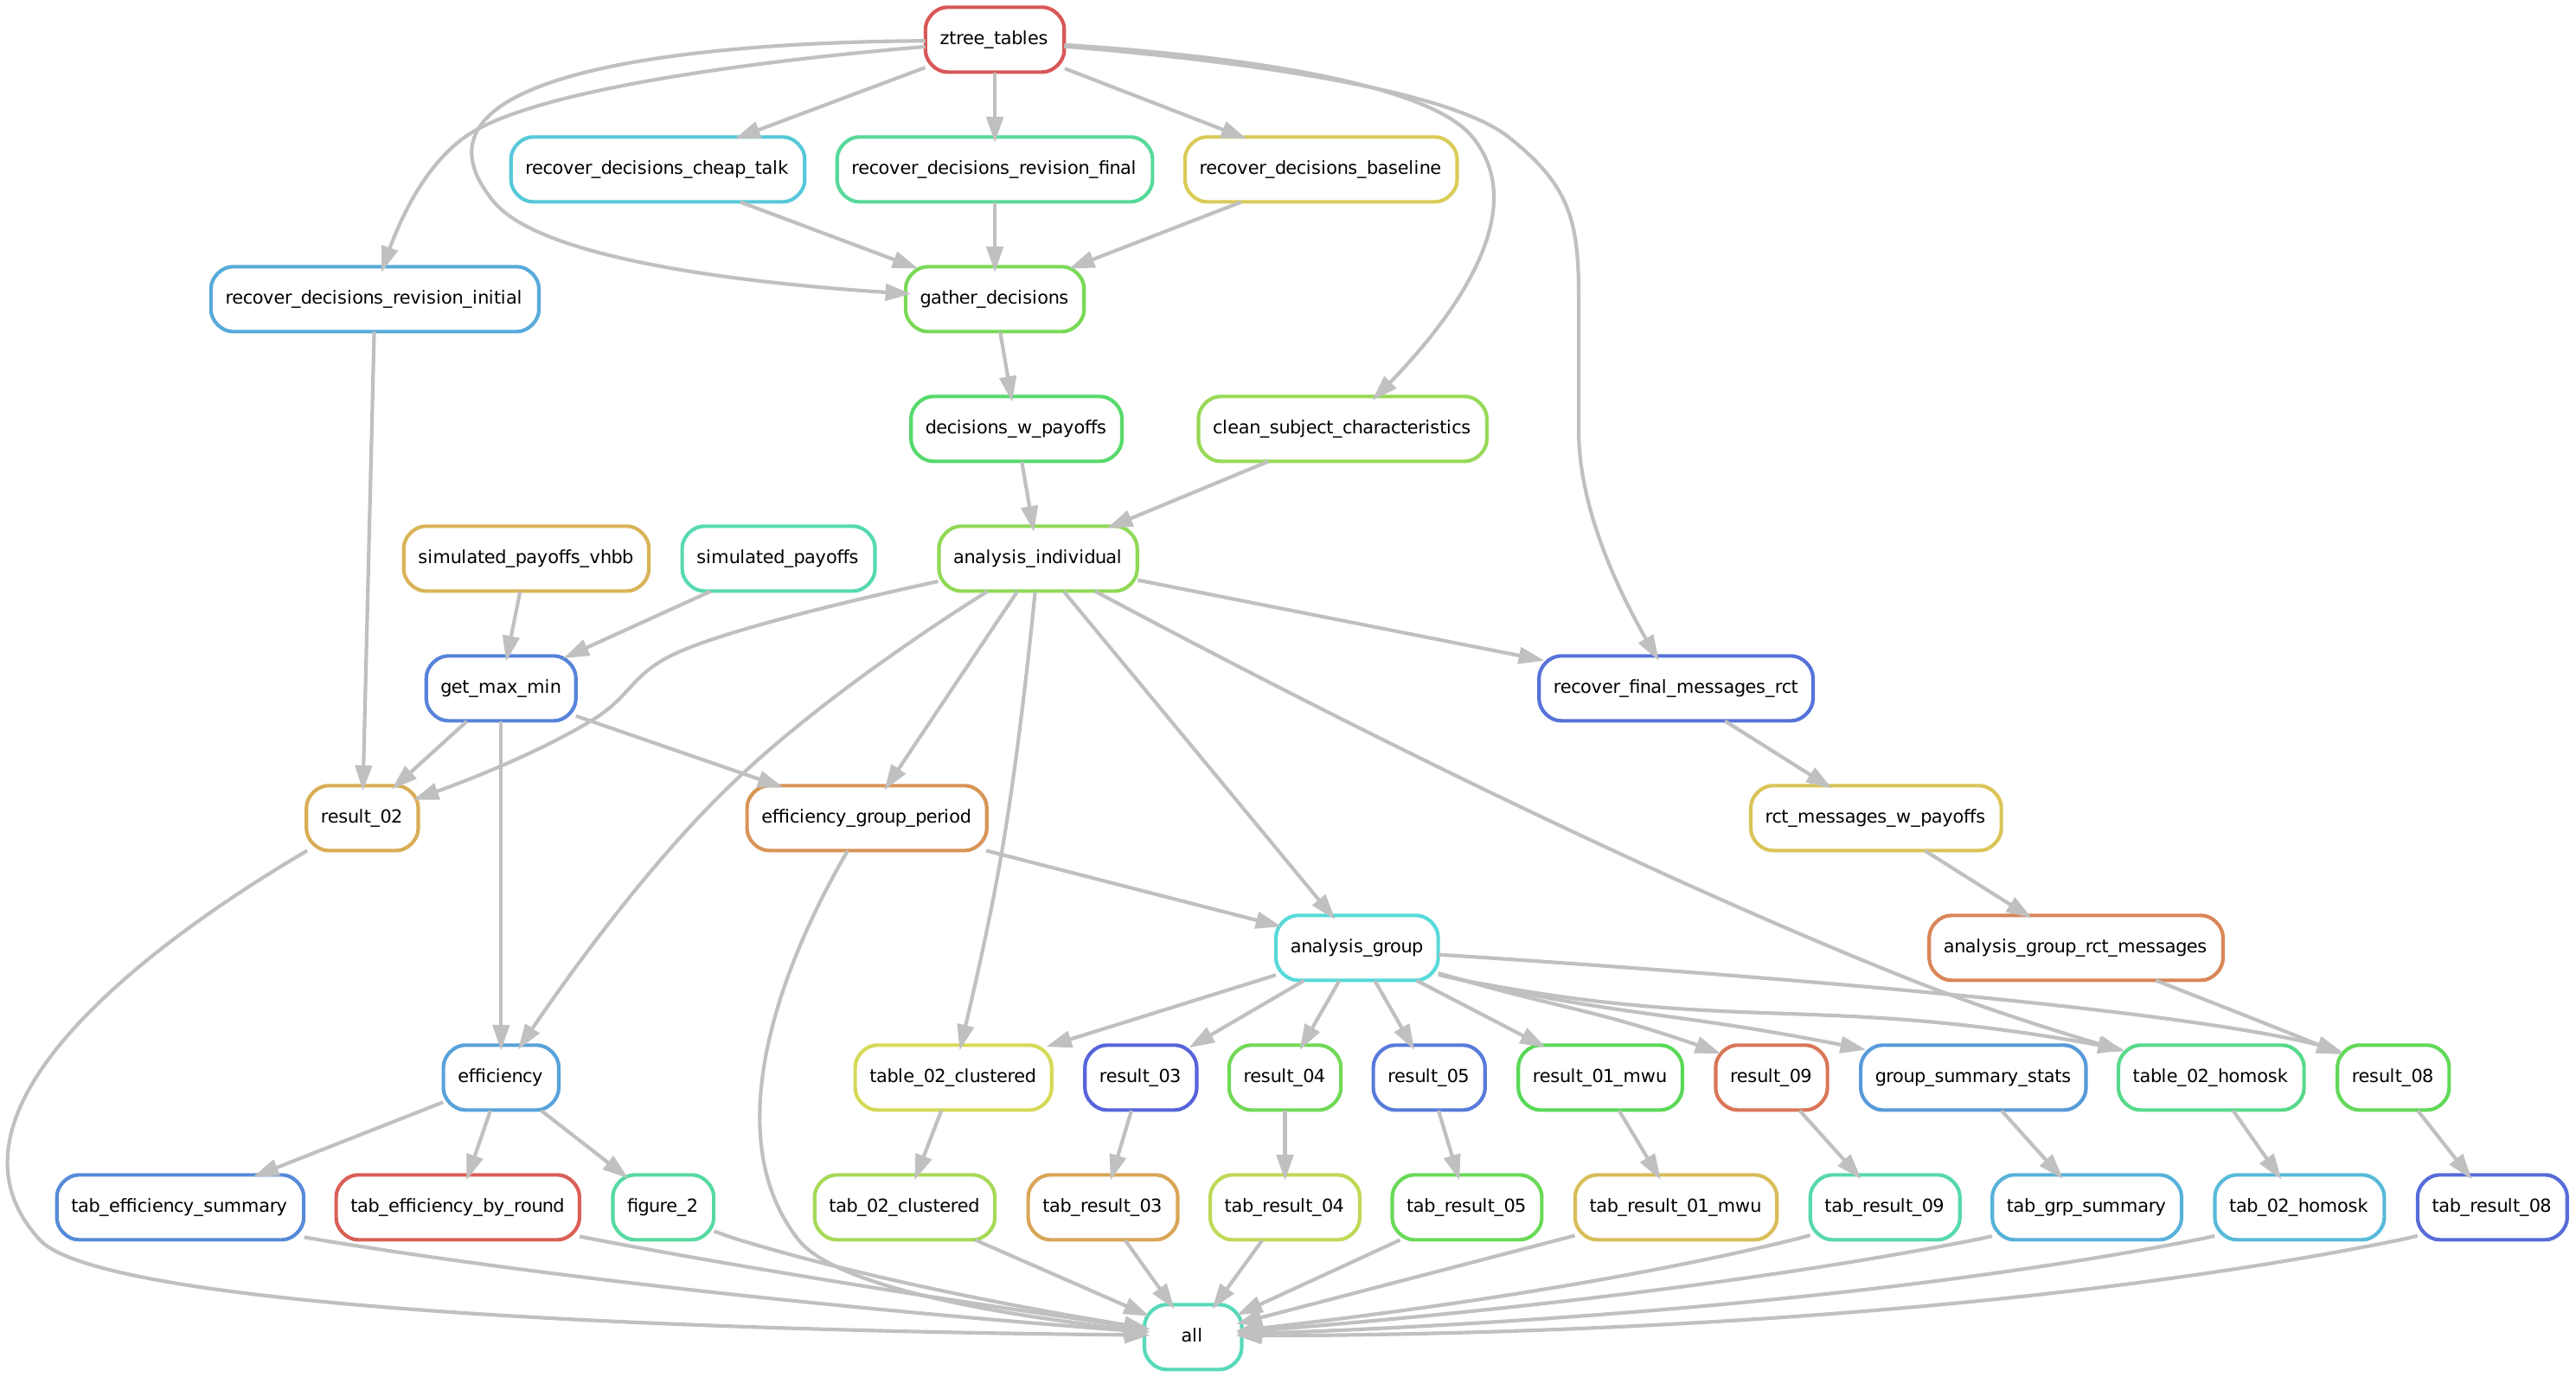 ztree_tables
recover_decisions_cheap_talk
recover_decisions_revision_final
recover_decisions_baseline
recover_decisions_revision_initial
gather_decisions
decisions_w_payoffs
clean_subject_characteristics
simulated_payoffs_vhbb
simulated_payoffs
analysis_individual
get_max_min
recover_final_messages_rct
result_02
efficiency_group_period
rct_messages_w_payoffs
analysis_group
analysis_group_rct_messages
efficiency
table_02_clustered
result_03
result_04
result_05
result_01_mwu
result_09
group_summary_stats
table_02_homosk
result_08
tab_efficiency_summary
tab_efficiency_by_round
figure_2
tab_02_clustered
tab_result_03
tab_result_04
tab_result_05
tab_result_01_mwu
tab_result_09
tab_grp_summary
tab_02_homosk
tab_result_08
all